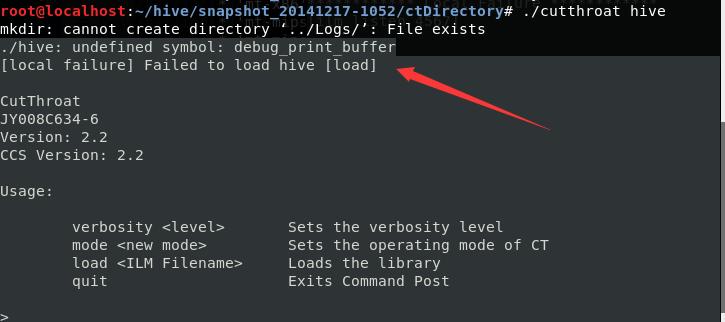 root@localhost:~/hive/snapshot_20141217-1052/ctDirectory# ./cutthroat hive
mkdir: cannot create directory ‘../Logs/’: File exists
./hive: undefined symbol: debug_print_buffer
[local failure] Failed to load hive [load]
CutThroat
JY008C634-6
Version: 2.2
CCS Version: 2.2
Usage:
verbosity <level> Sets the verbosity level
mode <new mode> Sets the operating mode of CT
load <ILM Filename> Loads the library
quit Exits Command Post
>